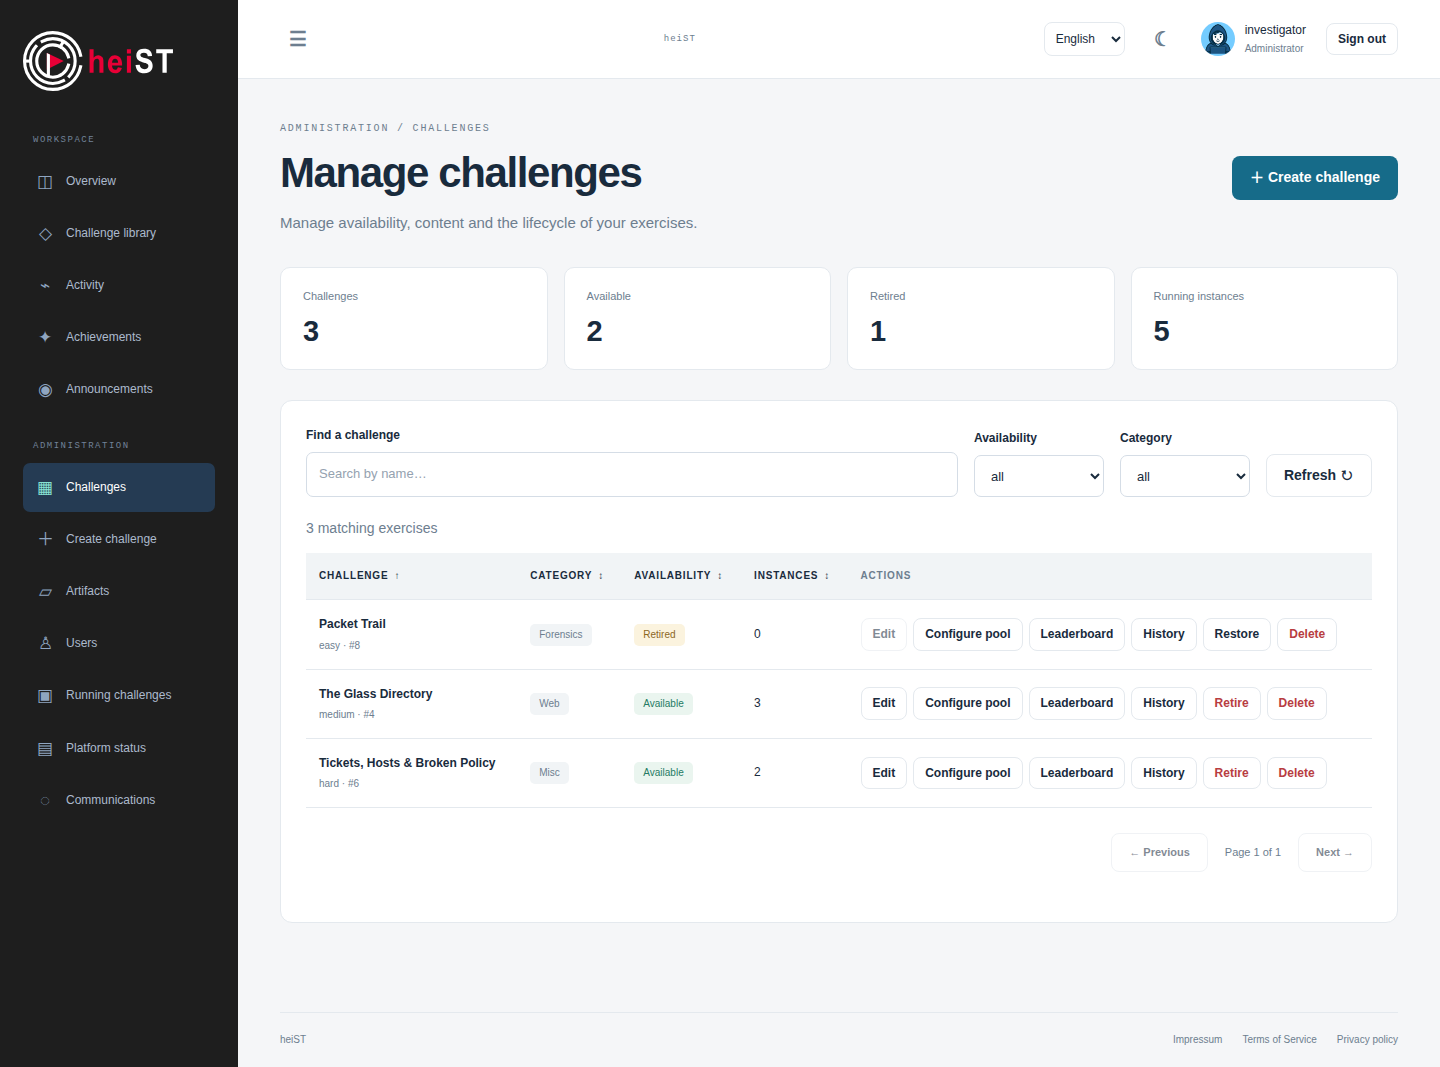 heiST
WORKSPACE
Overview
Challenge library
Activity
Achievements
Announcements
ADMINISTRATION
Challenges
Create challenge
Artifacts
Users
Running challenges
Platform status
Communications
heiST
English
investigator
Administrator
Sign out
ADMINISTRATION / CHALLENGES
Manage challenges
+ Create challenge
Manage availability, content and the lifecycle of your exercises.
Challenges
3
Available
2
Retired
1
Running instances
5
Find a challenge
Search by name…
Availability
all
Category
all
Refresh ↻
3 matching exercises
CHALLENGE ↑ CATEGORY ↕ AVAILABILITY ↕ INSTANCES ↕ ACTIONS
Packet Trail
easy · #8
Forensics Retired 0 Edit Configure pool Leaderboard History Restore Delete
The Glass Directory
medium · #4
Web Available 3 Edit Configure pool Leaderboard History Retire Delete
Tickets, Hosts & Broken Policy
hard · #6
Misc Available 2 Edit Configure pool Leaderboard History Retire Delete
← Previous Page 1 of 1 Next →
heiST Impressum Terms of Service Privacy policy